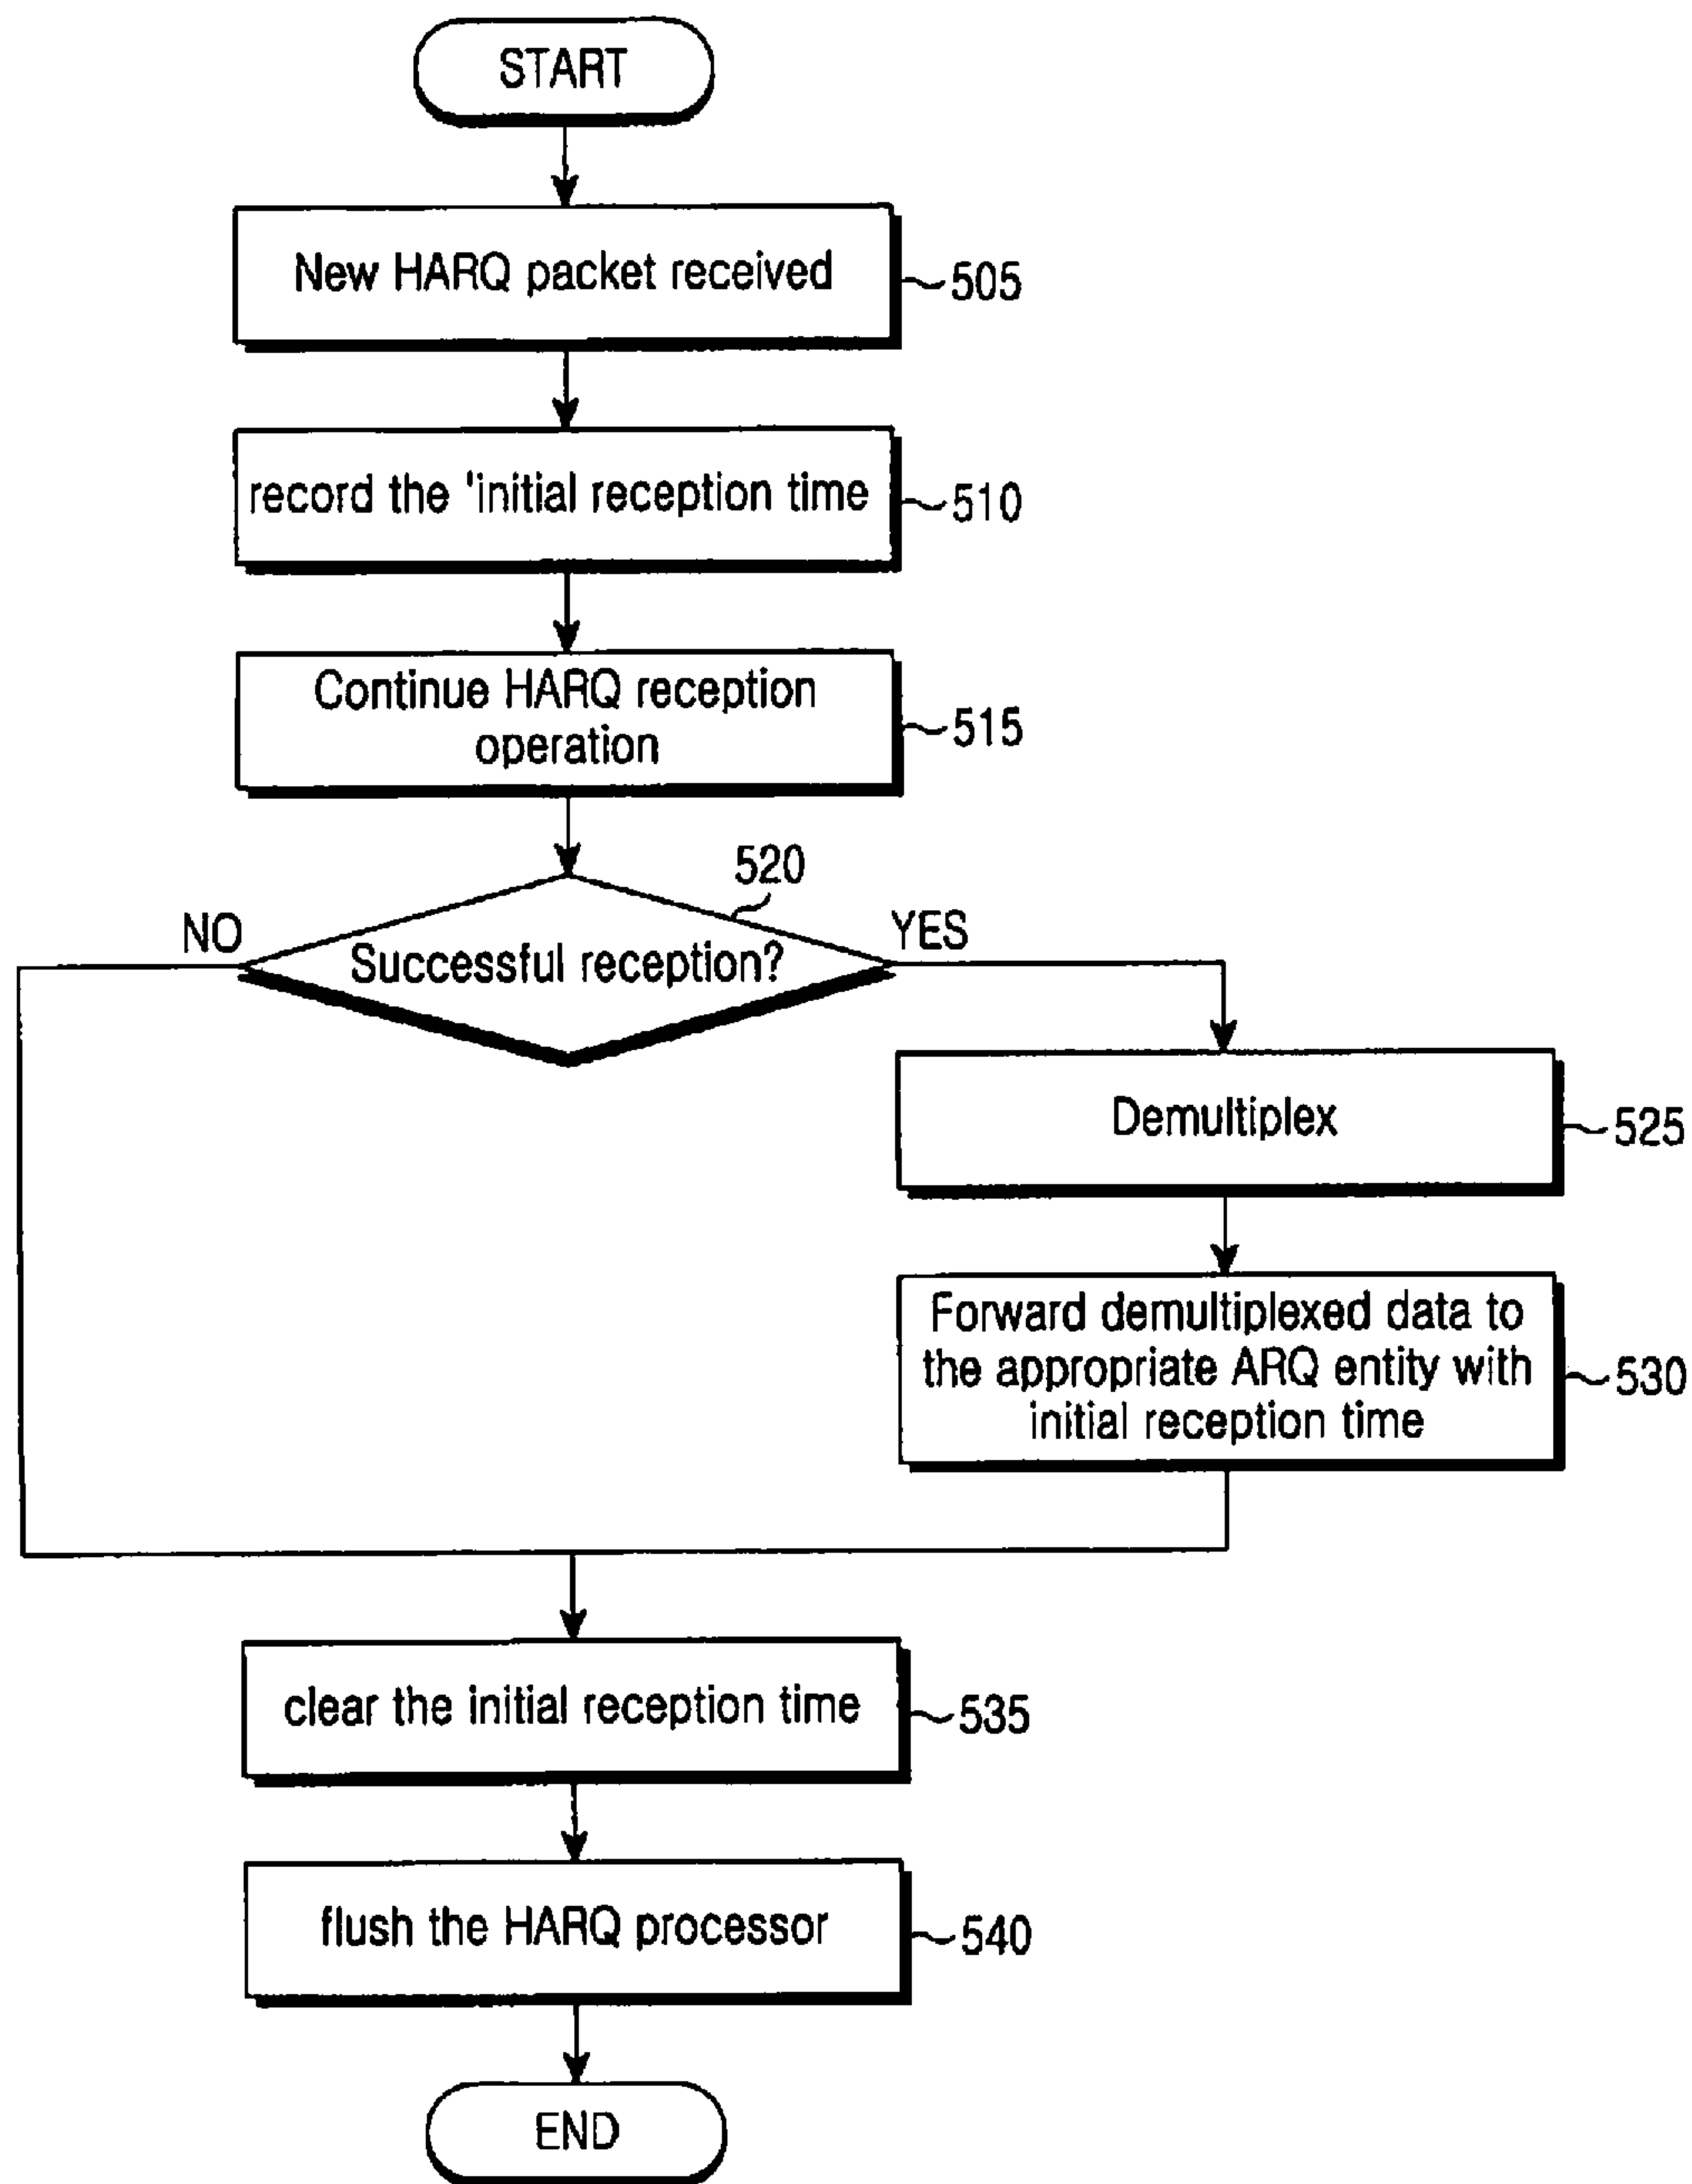 START
New HARQ packet received
505
record the 'initial reception time
510
Continue HARQ reception
operation
515
520
NO
YES
Successful reception?
Demultiplex
525
Forward demultiplexed data to
the appropriate ARQ entity with
initial reception time
530
clear the initial reception time
535
flush the HARQ processor
540
END